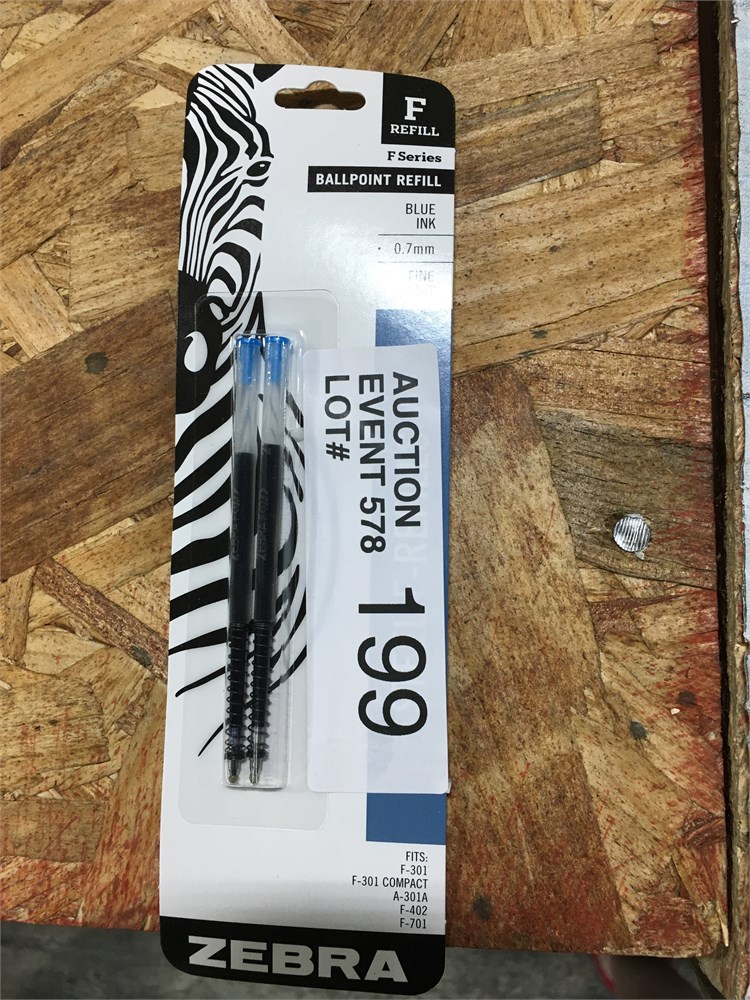 F
REFILL
F Series
BALLPOINT REFILL
BLUE
INK
0.7mm
FINE
AUCTION
EVENT 578
LOT#
199
FITS:
F-301
F-301 COMPACT
A-301A
F-402
F-701
ZEBRA